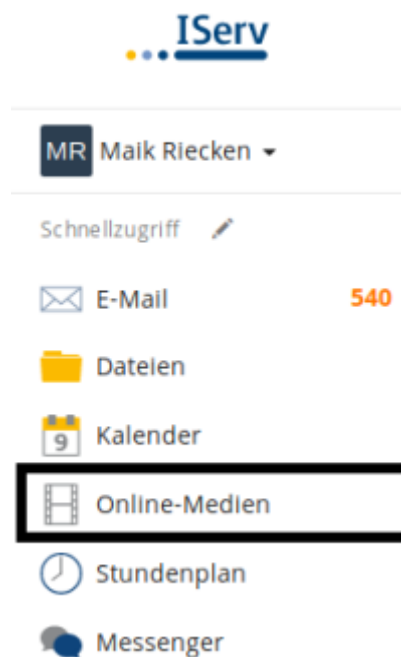 IServ
MR Maik Riecken
Schnellzugriff
E-Mail 540
Dateien
9 Kalender
Online-Medien
Stundenplan
Messenger